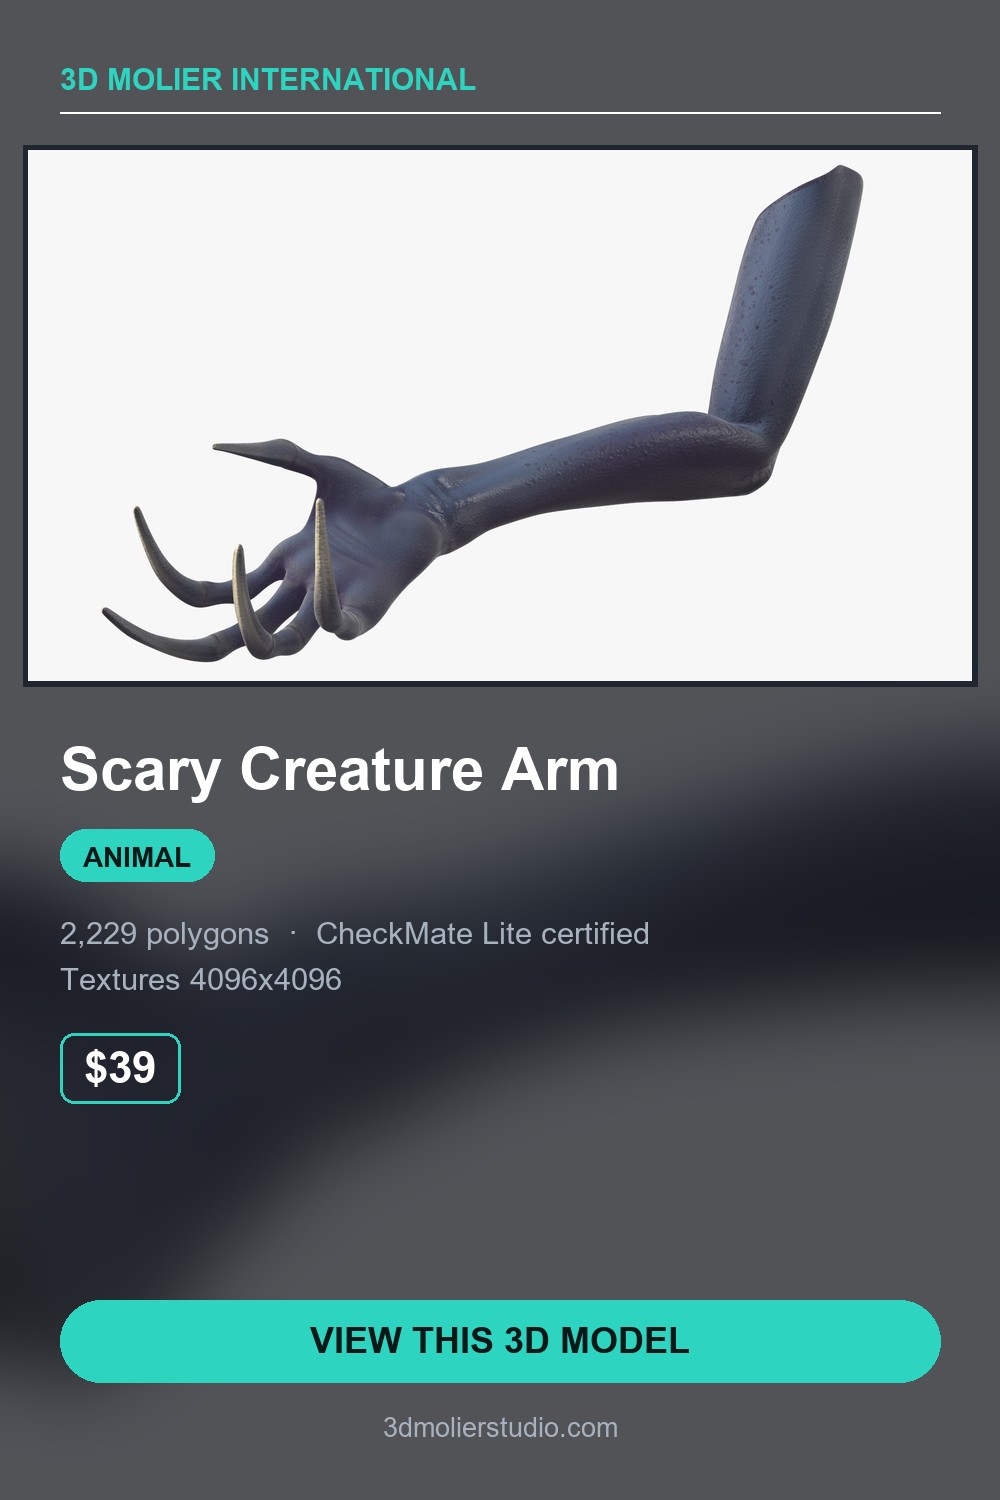 3D MOLIER INTERNATIONAL
Scary Creature Arm
ANIMAL
2,229 polygons · CheckMate Lite certified
Textures 4096x4096
$39
VIEW THIS 3D MODEL
3dmolierstudio.com